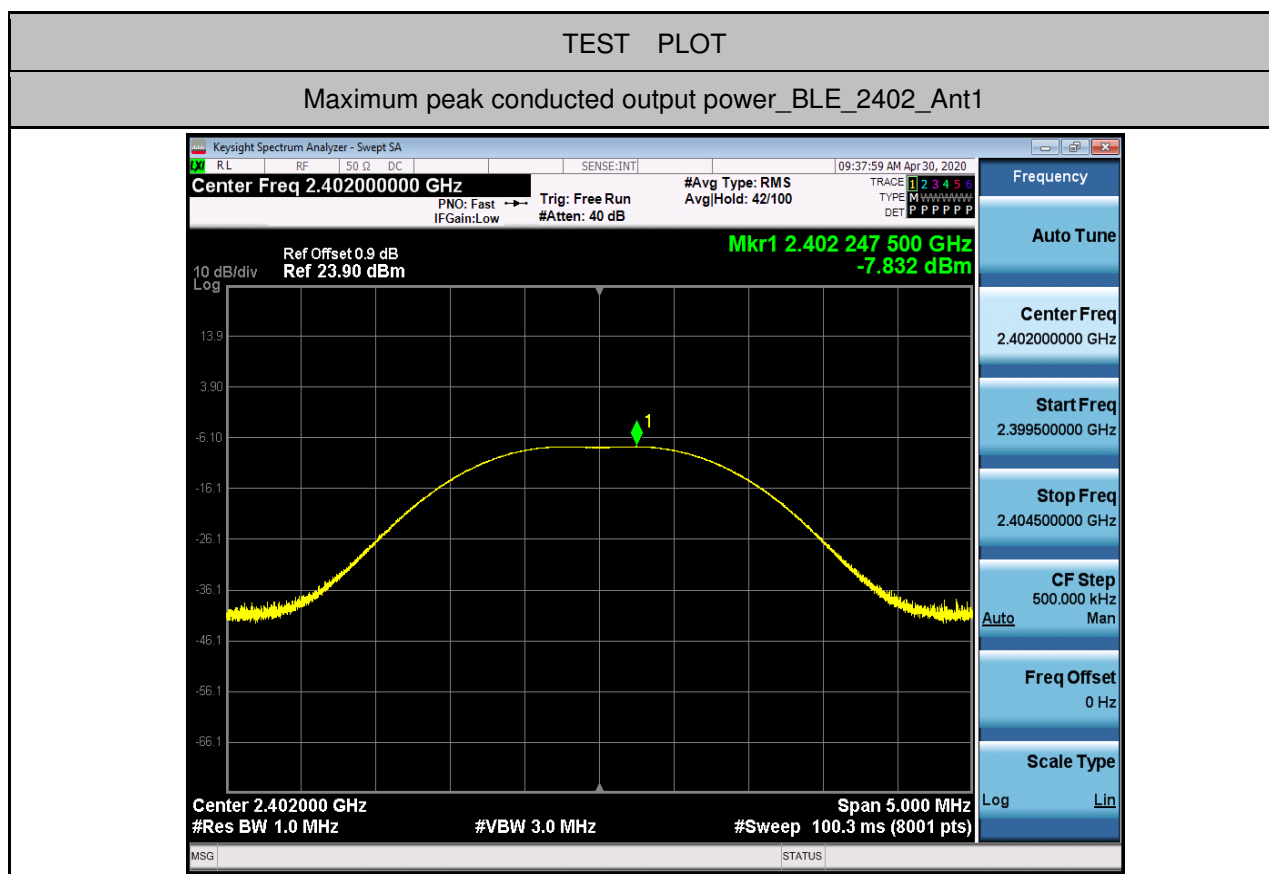 TEST PLOT
Maximum peak conducted output power_BLE_2402_Ant1
Keysight Spectrum Analyzer - Swept SA
LXI RL RF 50 Ω DC SENSE:INT 09:37:59 AM Apr 30, 2020
Center Freq 2.402000000 GHz
PNO: Fast
IFGain:Low
Trig: Free Run
#Atten: 40 dB
#Avg Type: RMS
Avg|Hold: 42/100
TRACE 1 2 3 4 5 6
TYPE MWWWWW
DET P P P P P P
Mkr1 2.402 247 500 GHz
-7.832 dBm
Ref Offset 0.9 dB
10 dB/div Ref 23.90 dBm
Log
13.9
3.90
1
-6.10
-16.1
-26.1
-36.1
-46.1
-56.1
-66.1
Center 2.402000 GHz Span 5.000 MHz
#Res BW 1.0 MHz #VBW 3.0 MHz #Sweep 100.3 ms (8001 pts)
MSG STATUS
Frequency
Auto Tune
Center Freq
2.402000000 GHz
Start Freq
2.399500000 GHz
Stop Freq
2.404500000 GHz
CF Step
500.000 kHz
Auto Man
Freq Offset
0 Hz
Scale Type
Log Lin